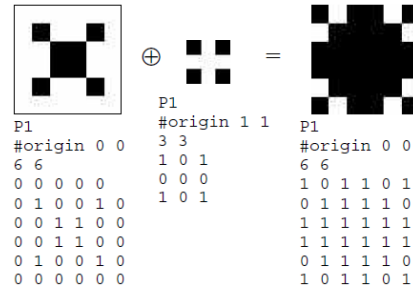 ⊕ =
P1
#origin 0 0
6 6
0 0 0 0 0
0 1 0 0 1 0
0 0 1 1 0 0
0 0 1 1 0 0
0 1 0 0 1 0
0 0 0 0 0 0
P1
#origin 1 1
3 3
1 0 1
0 0 0
1 0 1
P1
#origin 0 0
6 6
1 0 1 1 0 1
0 1 1 1 1 0
1 1 1 1 1 1
1 1 1 1 1 1
0 1 1 1 1 0
1 0 1 1 0 1